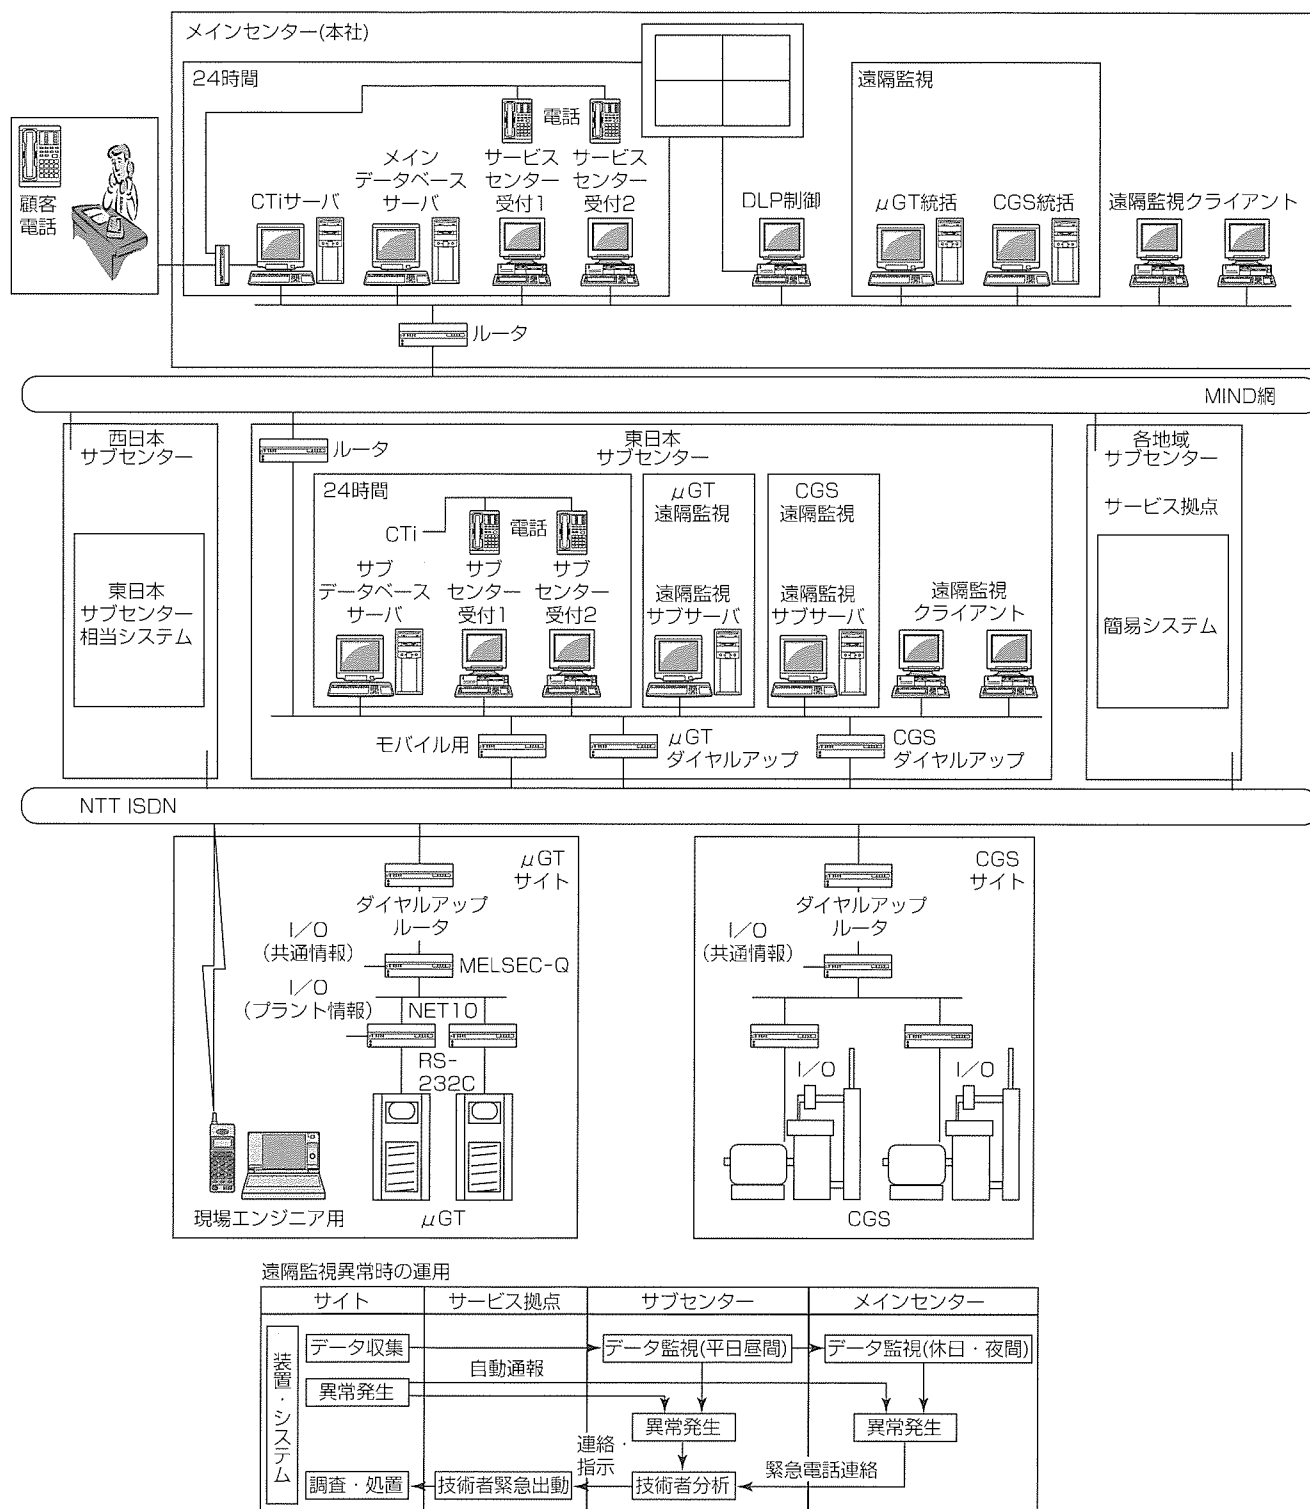 メインセンター(本社)
24時間
電話
遠隔監視
顧客
電話
CTiサーバ
メイン
データベース
サーバ
サービス
センター
受付1
サービス
センター
受付2
DLP制御
μGT統括
CGS統括
遠隔監視クライアント
ルータ
MIND網
西日本
サブセンター
東日本
サブセンター
相当システム
ルータ
東日本
サブセンター
24時間
CTi
電話
サブ
データベース
サーバ
サブ
センター
受付1
サブ
センター
受付2
μGT
遠隔監視
遠隔監視
サブサーバ
CGS
遠隔監視
遠隔監視
サブサーバ
遠隔監視
クライアント
モバイル用
μGT
ダイヤルアップ
CGS
ダイヤルアップ
各地域
サブセンター
サービス拠点
簡易システム
NTT ISDN
μGT
サイト
ダイヤルアップ
ルータ
I/O
(共通情報)
MELSEC-Q
I/O
(プラント情報)
NET10
RS-
232C
現場エンジニア用
μGT
CGS
サイト
ダイヤルアップ
ルータ
I/O
(共通情報)
I/O
I/O
CGS
遠隔監視異常時の運用
サイト
サービス拠点
サブセンター
メインセンター
装置・システム
データ収集
データ監視(平日昼間)
データ監視(休日・夜間)
自動通報
異常発生
異常発生
異常発生
連絡・
指示
緊急電話連絡
調査・処置
技術者緊急出動
技術者分析